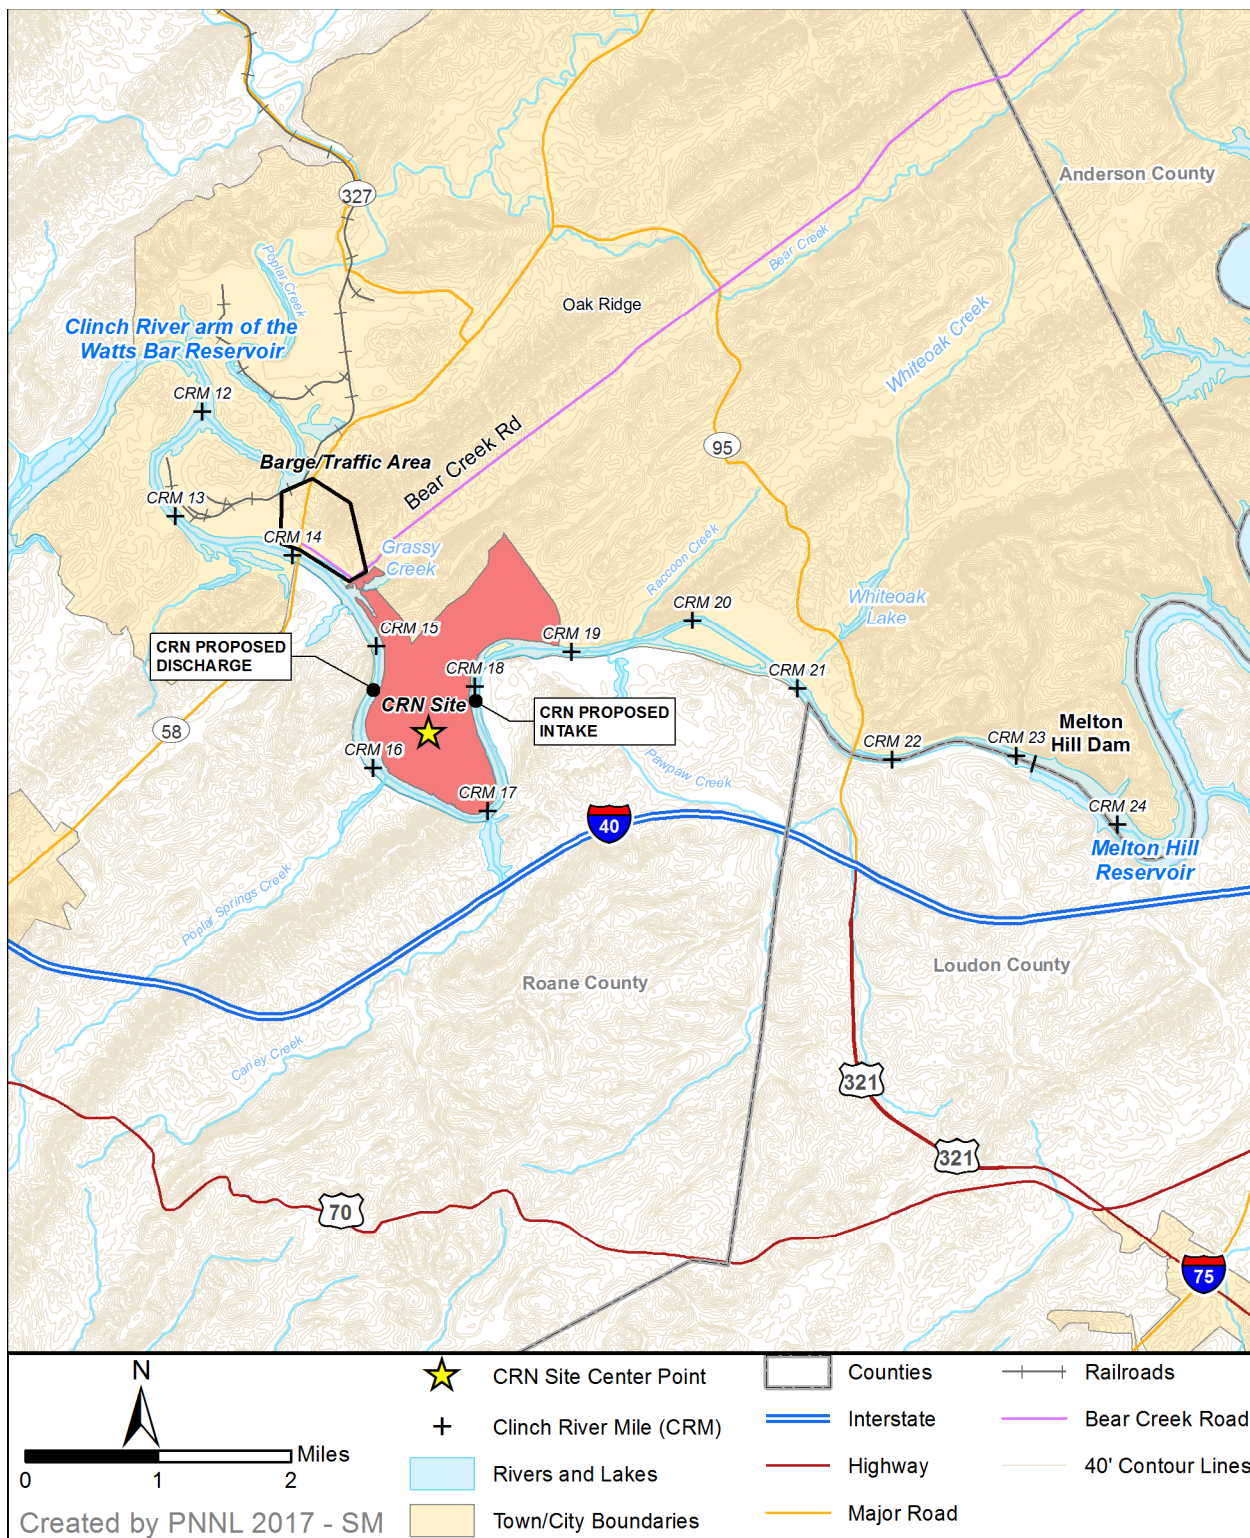 Anderson County
327
Poplar Creek
Bear Creek
Oak Ridge
Whiteoak Creek
Clinch River arm of the
Watts Bar Reservoir
CRM 12
Bear Creek Rd
95
Barge/Traffic Area
CRM 13
CRM 14
Grassy
Creek
Raccoon Creek
Whiteoak
Lake
CRM 20
CRM 15
CRM 19
CRN PROPOSED
DISCHARGE
CRM 18
CRM 21
CRN Site
CRN PROPOSED
INTAKE
58
CRM 16
Pawpaw Creek
CRM 22
CRM 23
Melton
Hill Dam
CRM 17
40
CRM 24
Melton Hill
Reservoir
Poplar Springs Creek
Roane County
Loudon County
Caney Creek
321
321
70
75
N
Miles
0
1
2
Created by PNNL 2017 - SM
CRN Site Center Point
Clinch River Mile (CRM)
Rivers and Lakes
Town/City Boundaries
Counties
Interstate
Highway
Major Road
Railroads
Bear Creek Road
40' Contour Lines